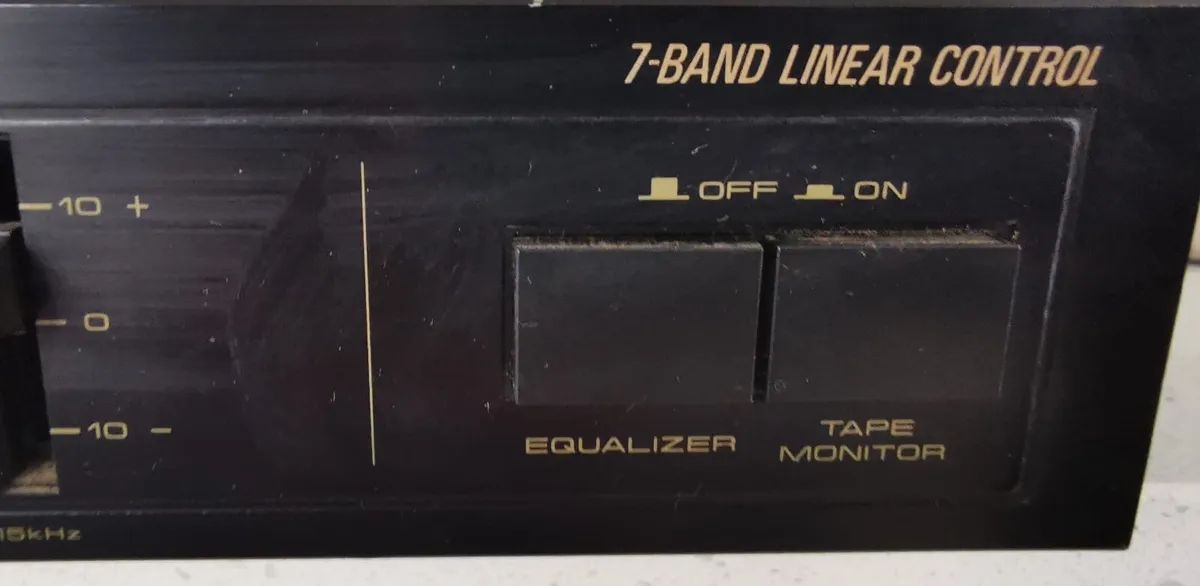 7-BAND LINEAR CONTROL
OFF ON
10 +
0
10 -
EQUALIZER
TAPE
MONITOR
15kHz